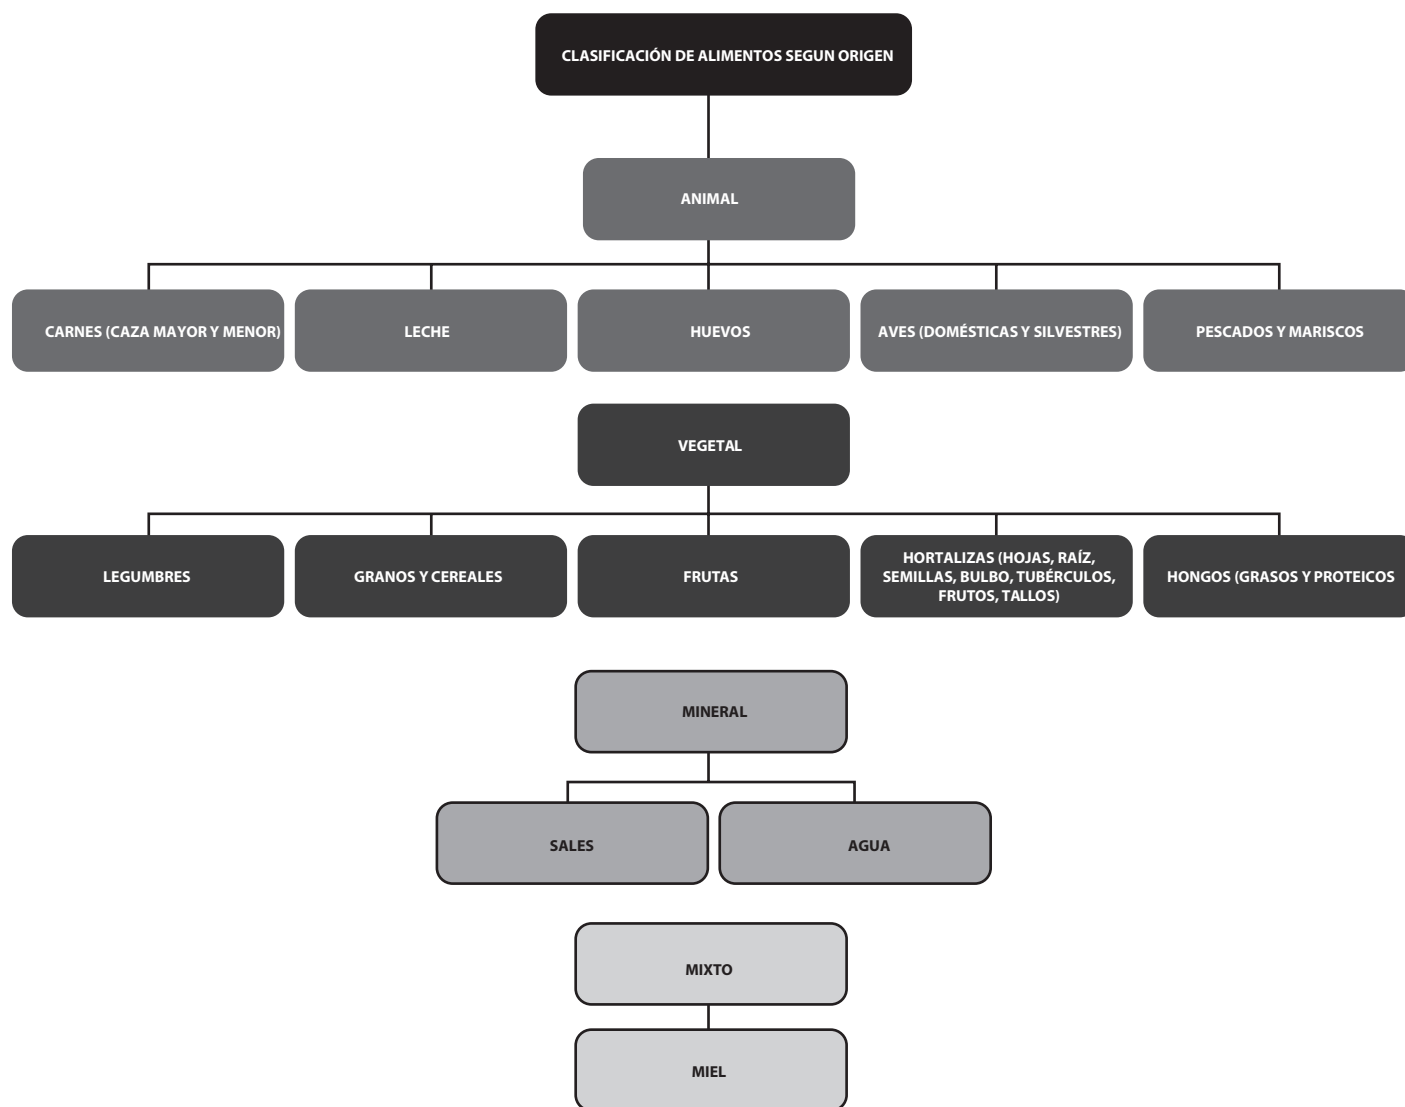 CLASIFICACIÓN DE ALIMENTOS SEGUN ORIGEN
ANIMAL
CARNES (CAZA MAYOR Y MENOR)
LECHE
HUEVOS
AVES (DOMÉSTICAS Y SILVESTRES)
PESCADOS Y MARISCOS
VEGETAL
LEGUMBRES
GRANOS Y CEREALES
FRUTAS
HORTALIZAS (HOJAS, RAÍZ,
SEMILLAS, BULBO, TUBÉRCULOS,
FRUTOS, TALLOS)
HONGOS (GRASOS Y PROTEICOS
MINERAL
SALES
AGUA
MIXTO
MIEL